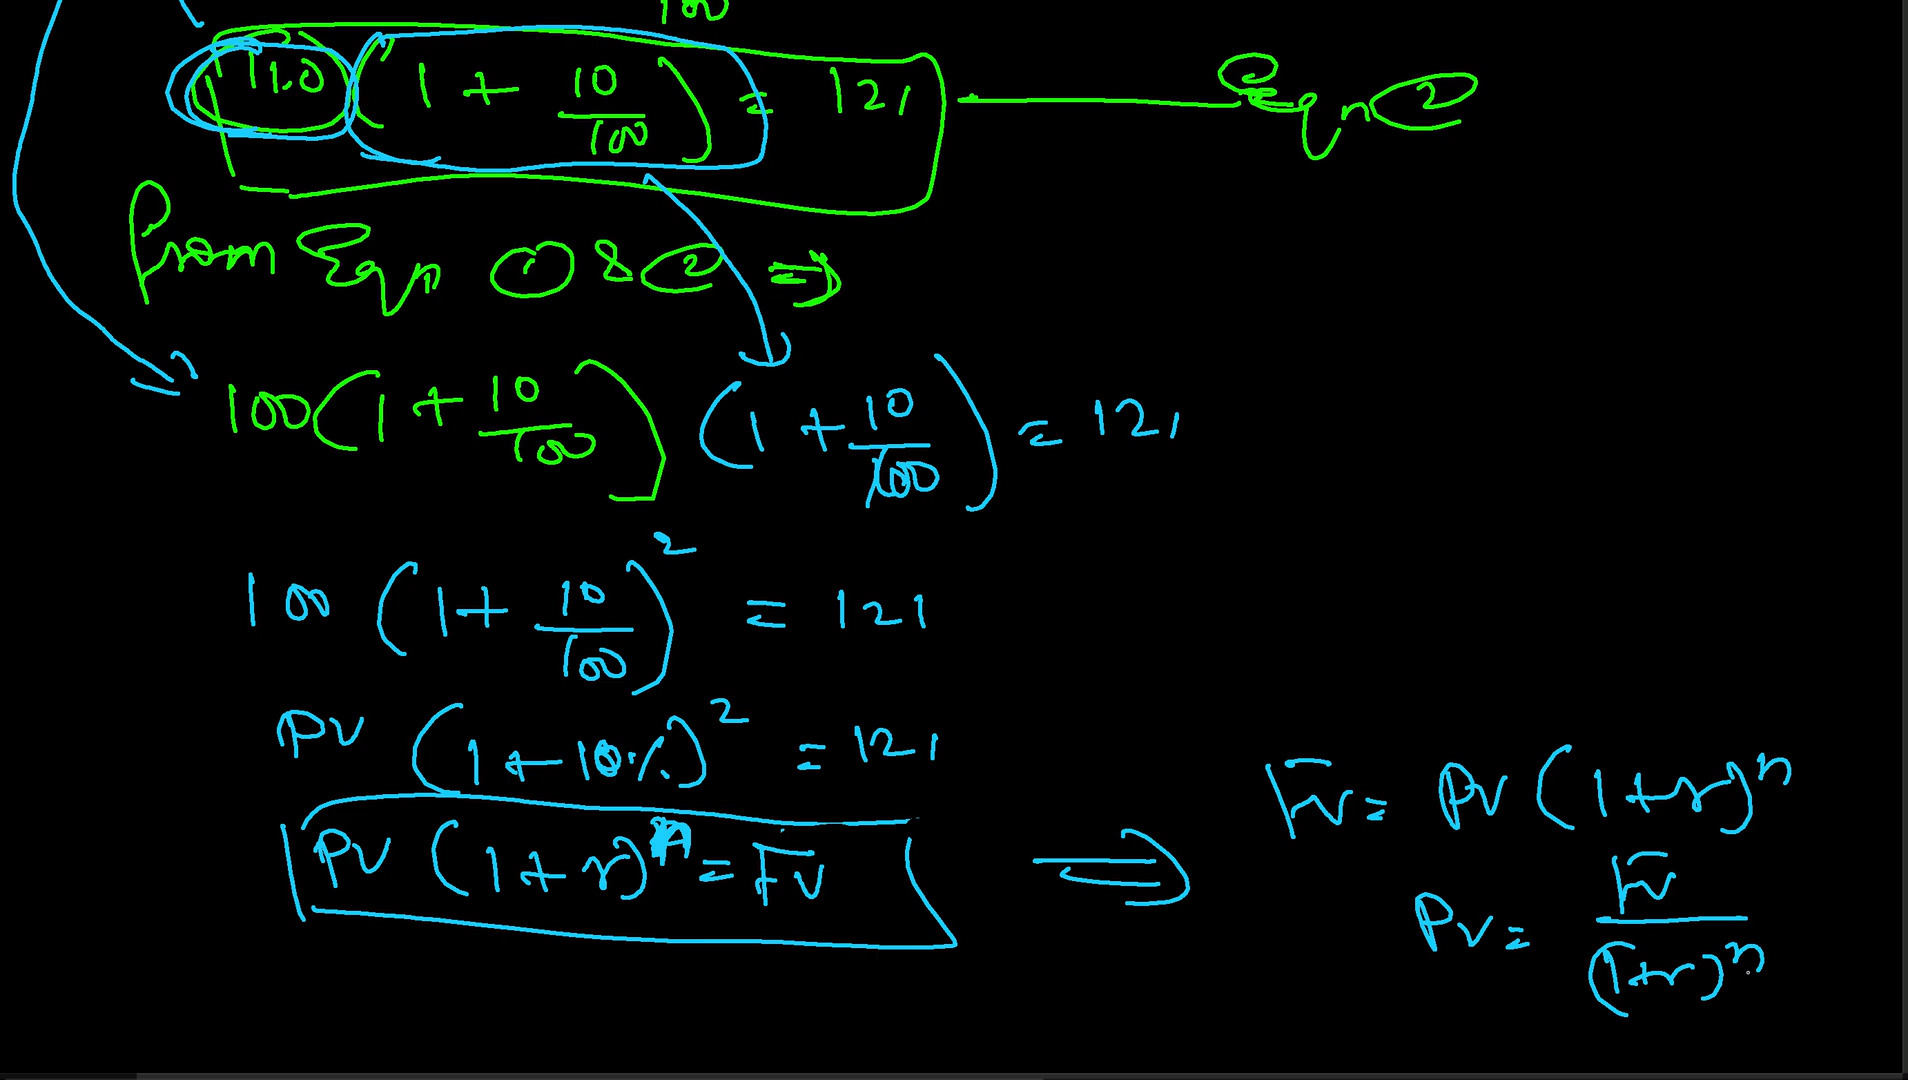 100
110 (1 + 10/100) = 121 Eqn ②
From Eqn ① & ② ⇒
100 (1 + 10/100) (1 + 10/100) = 121
100 (1 + 10/100)² = 121
PV (1 + 10%)² = 121
PV (1 + r)ⁿ = FV ⇒ FV = PV (1 + r)ⁿ
PV = FV/(1 + r)ⁿ